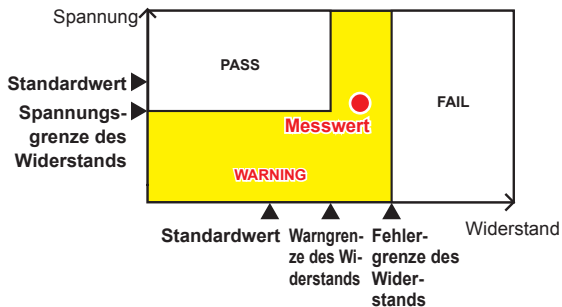 Spannung
PASS
Standardwert
FAIL
Spannungs-
grenze des
Widerstands
Messwert
WARNING
Widerstand
Standardwert
Warngren-
ze des Wi-
derstands
Fehler-
grenze des
Wider-
stands